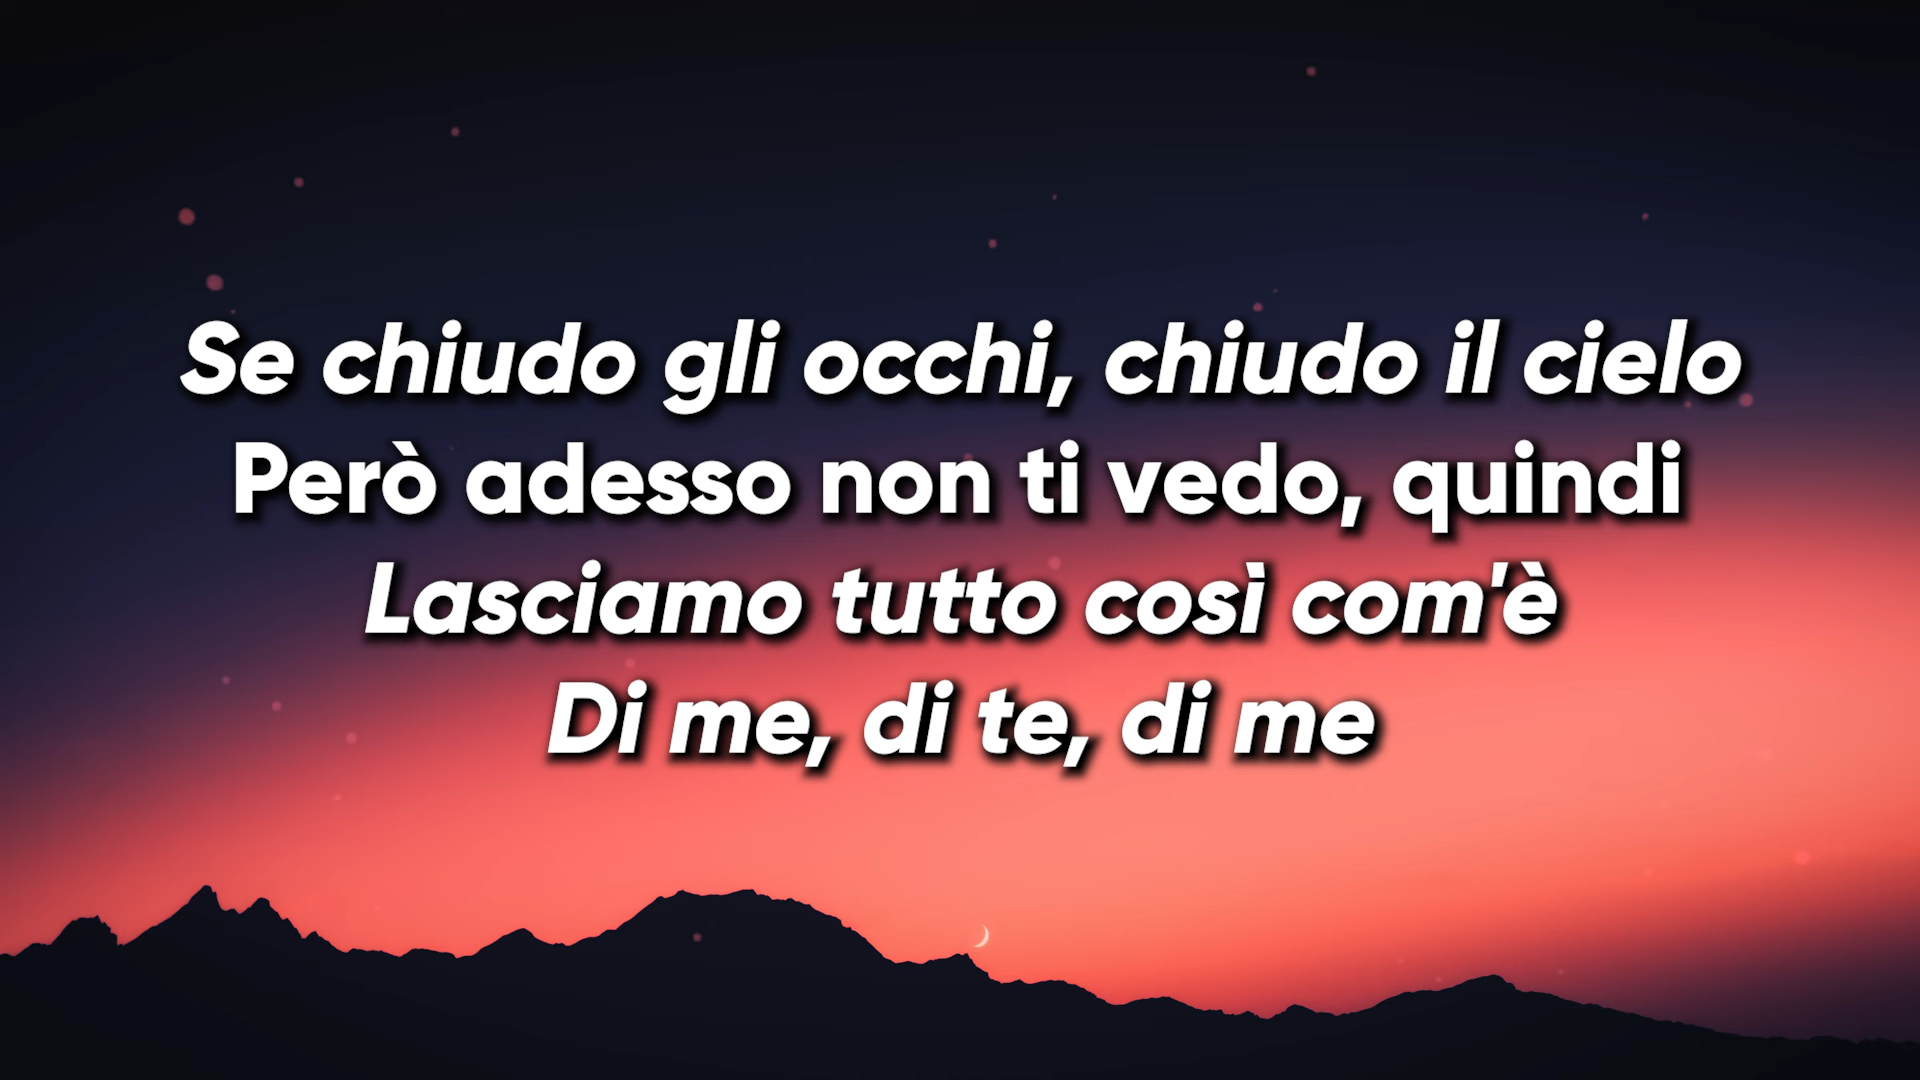 Se chiudo gli occhi, chiudo il cielo
Però adesso non ti vedo, quindi
Lasciamo tutto così com'è
Di me, di te, di me